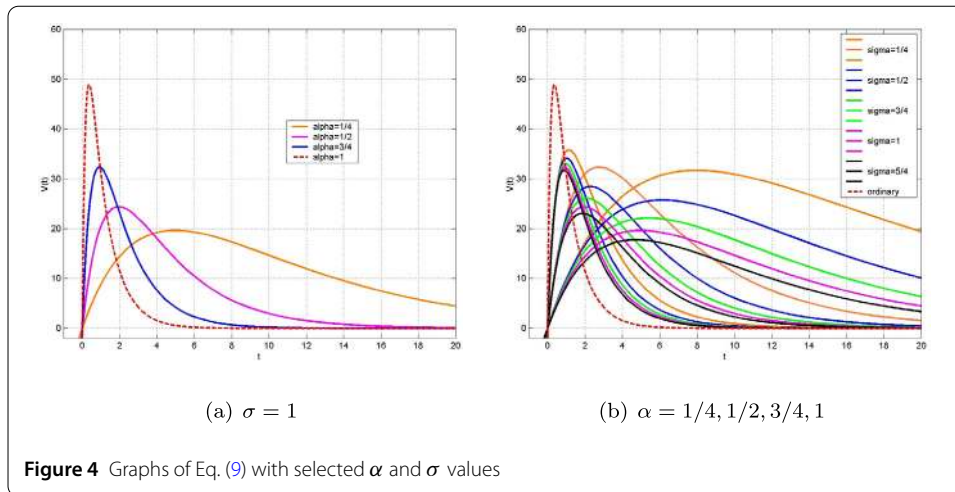 60
50
40
30
20
10
0
V(t)
0 2 4 6 8 10 12 14 16 18 20
t
alpha=1/4
alpha=1/2
alpha=3/4
alpha=1
(a) σ = 1
60
50
40
30
20
10
0
V(t)
0 2 4 6 8 10 12 14 16 18 20
t
sigma=1/4
sigma=1/2
sigma=3/4
sigma=1
sigma=5/4
ordinary
(b) α = 1/4, 1/2, 3/4, 1
Figure 4 Graphs of Eq. (9) with selected α and σ values